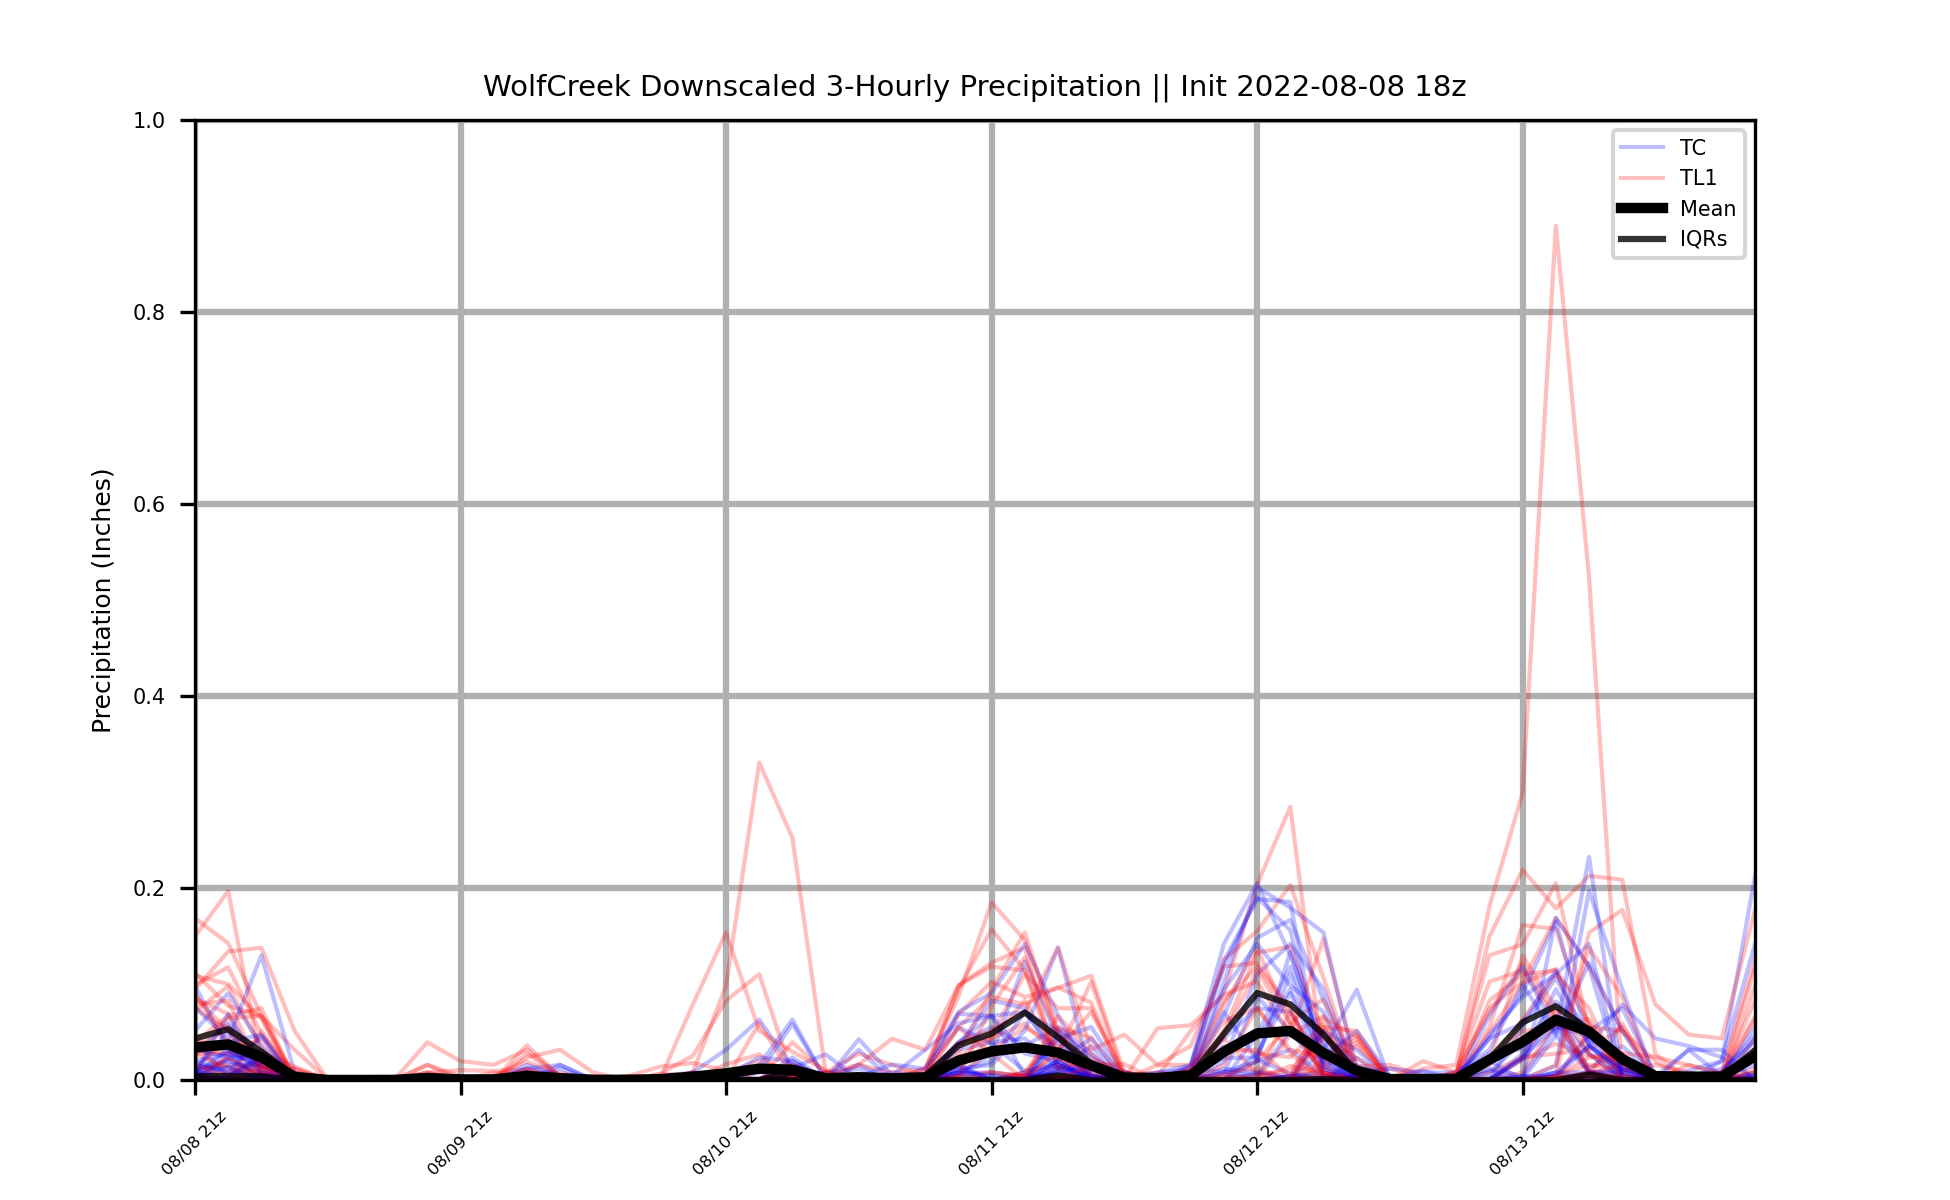 WolfCreek Downscaled 3-Hourly Precipitation || Init 2022-08-08 18z
1.0
0.8
0.6
0.4
0.2
0.0
Precipitation (Inches)
TC
TL1
Mean
IQRs
08/08 21z
08/09 21z
08/10 21z
08/11 21z
08/12 21z
08/13 21z